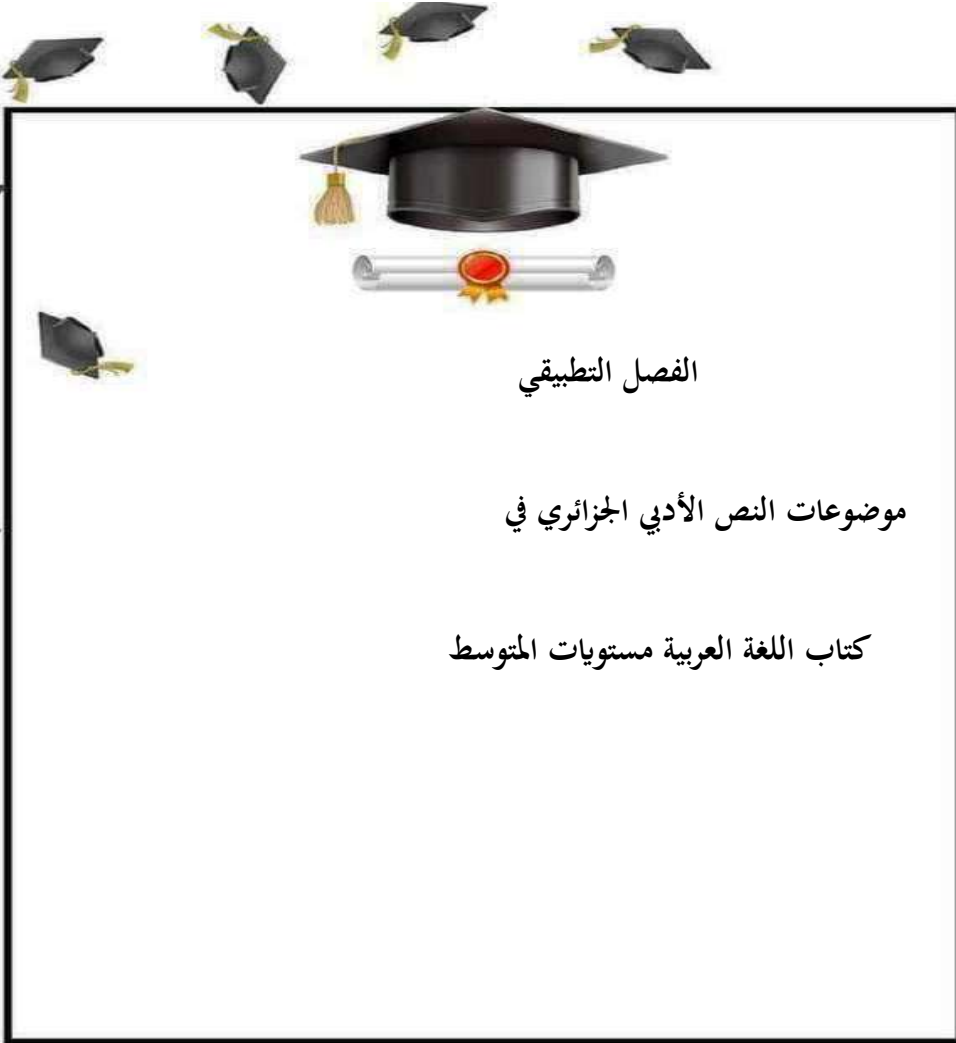 الفصل التطبيقي
موضوعات النص الأدبي الجزائري في
كتاب اللغة العربية مستويات المتوسط